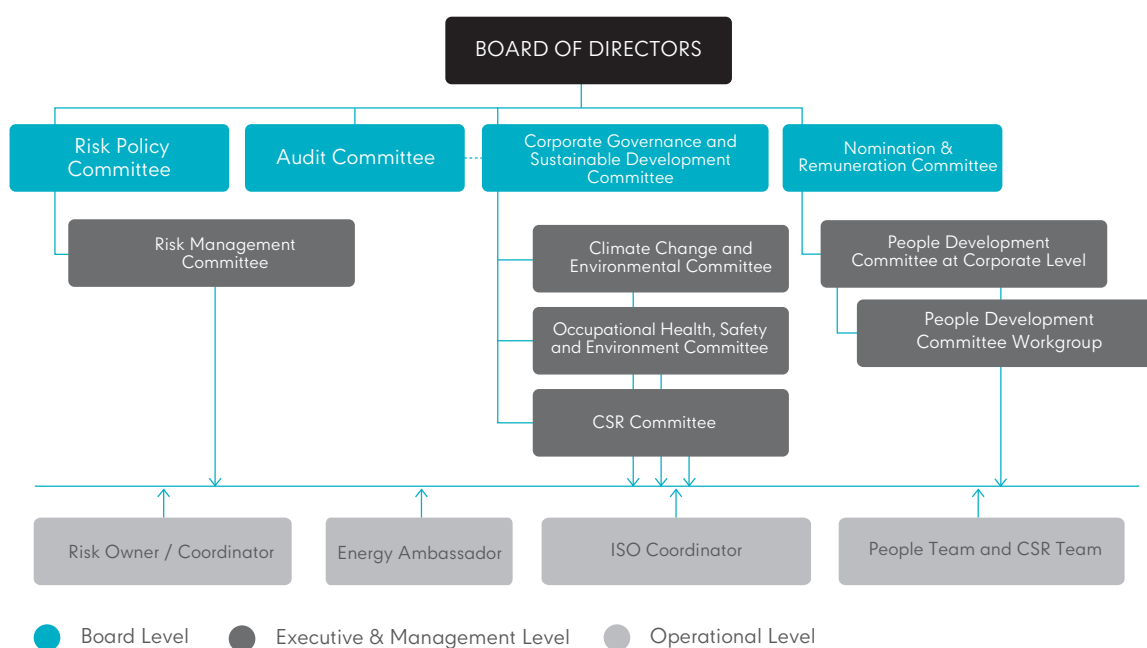 BOARD OF DIRECTORS
Risk Policy
Committee
Audit Committee
Corporate Governance and
Sustainable Development
Committee
Nomination &
Remuneration Committee
Risk Management
Committee
Climate Change and
Environmental Committee
People Development
Committee at Corporate Level
Occupational Health, Safety
and Environment Committee
People Development
Committee Workgroup
CSR Committee
Risk Owner / Coordinator
Energy Ambassador
ISO Coordinator
People Team and CSR Team
Board Level
Executive & Management Level
Operational Level